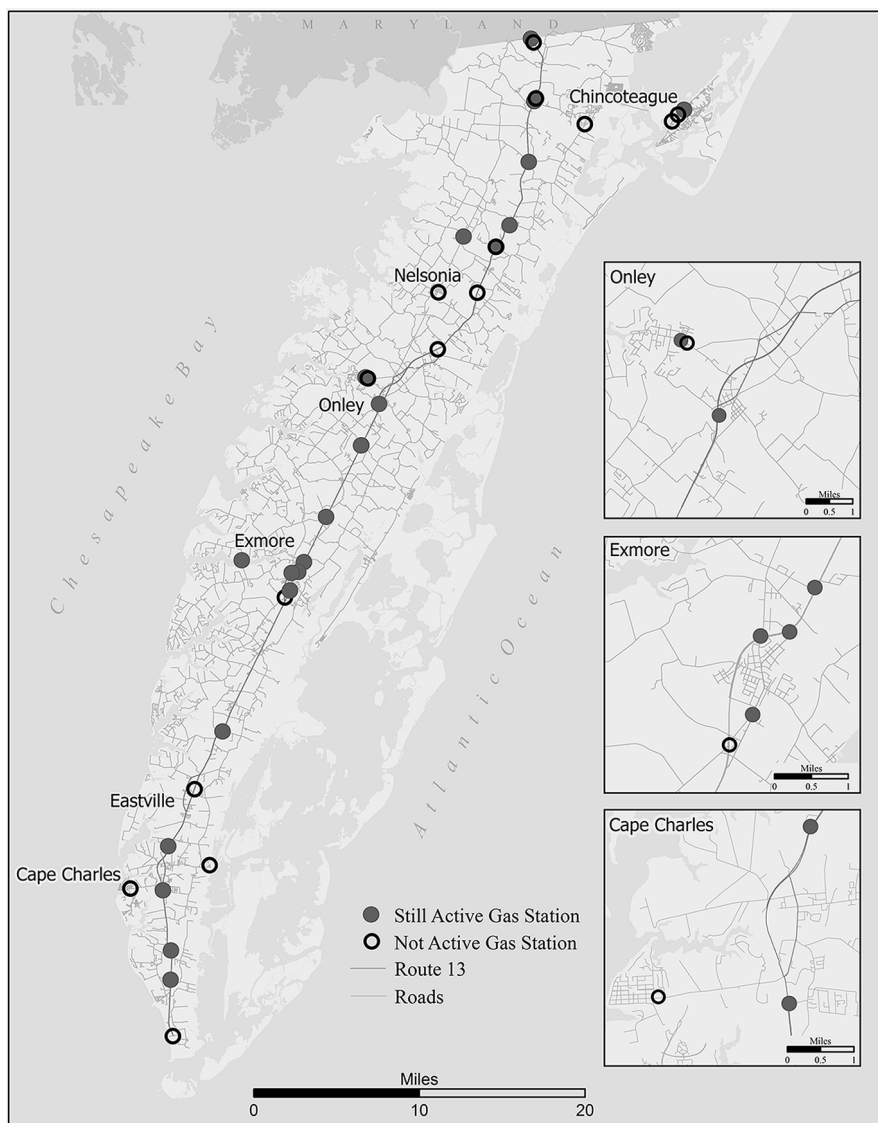 M A R Y L A N D
Chincoteague
Nelsonia
Chesapeake Bay
Onley
Exmore
Atlantic Ocean
Eastville
Cape Charles
Still Active Gas Station
Not Active Gas Station
Route 13
Roads
Miles
0 10 20
Onley
Miles
0 0.5 1
Exmore
Miles
0 0.5 1
Cape Charles
Miles
0 0.5 1